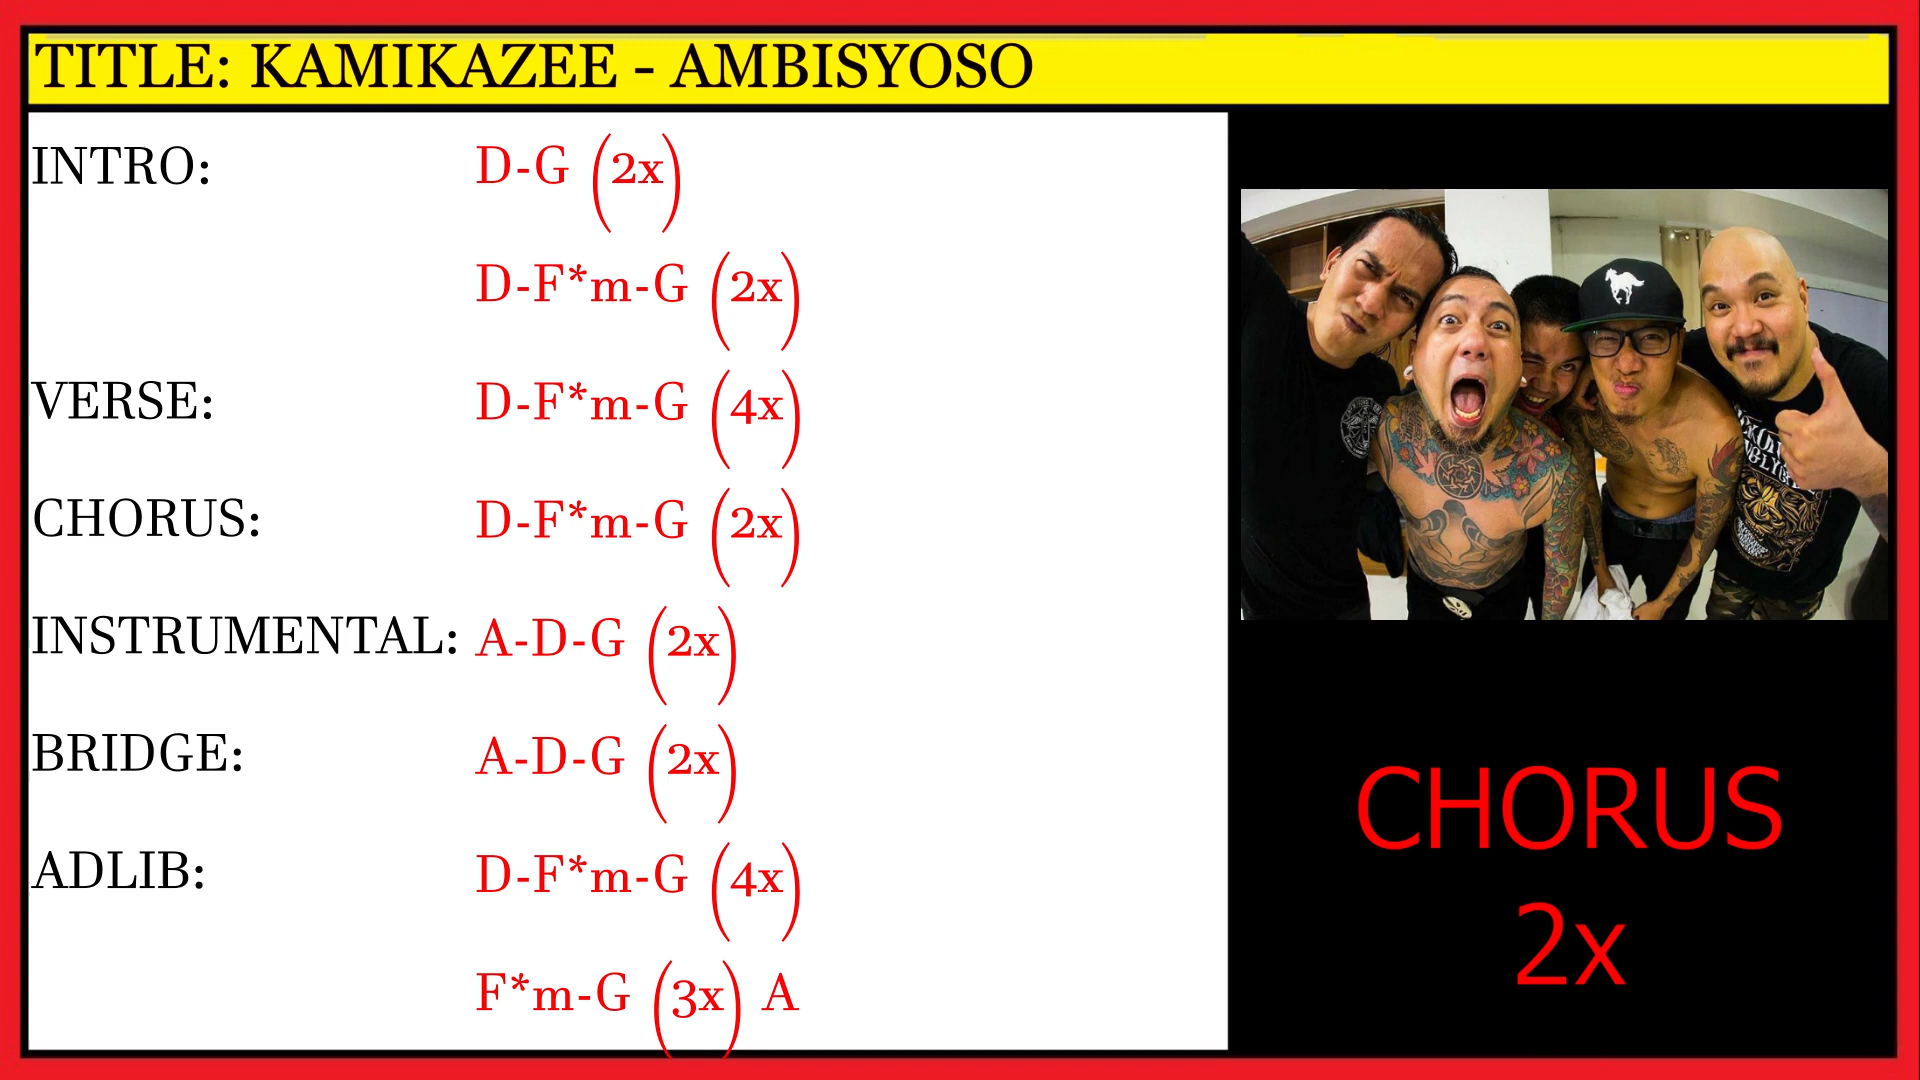 TITLE: KAMIKAZEE - AMBISYOSO
INTRO: D-G (2x)
D-F*m-G (2x)
VERSE: D-F*m-G (4x)
CHORUS: D-F*m-G (2x)
INSTRUMENTAL: A-D-G (2x)
BRIDGE: A-D-G (2x)
ADLIB: D-F*m-G (4x)
F*m-G (3x) A
CHORUS
2x